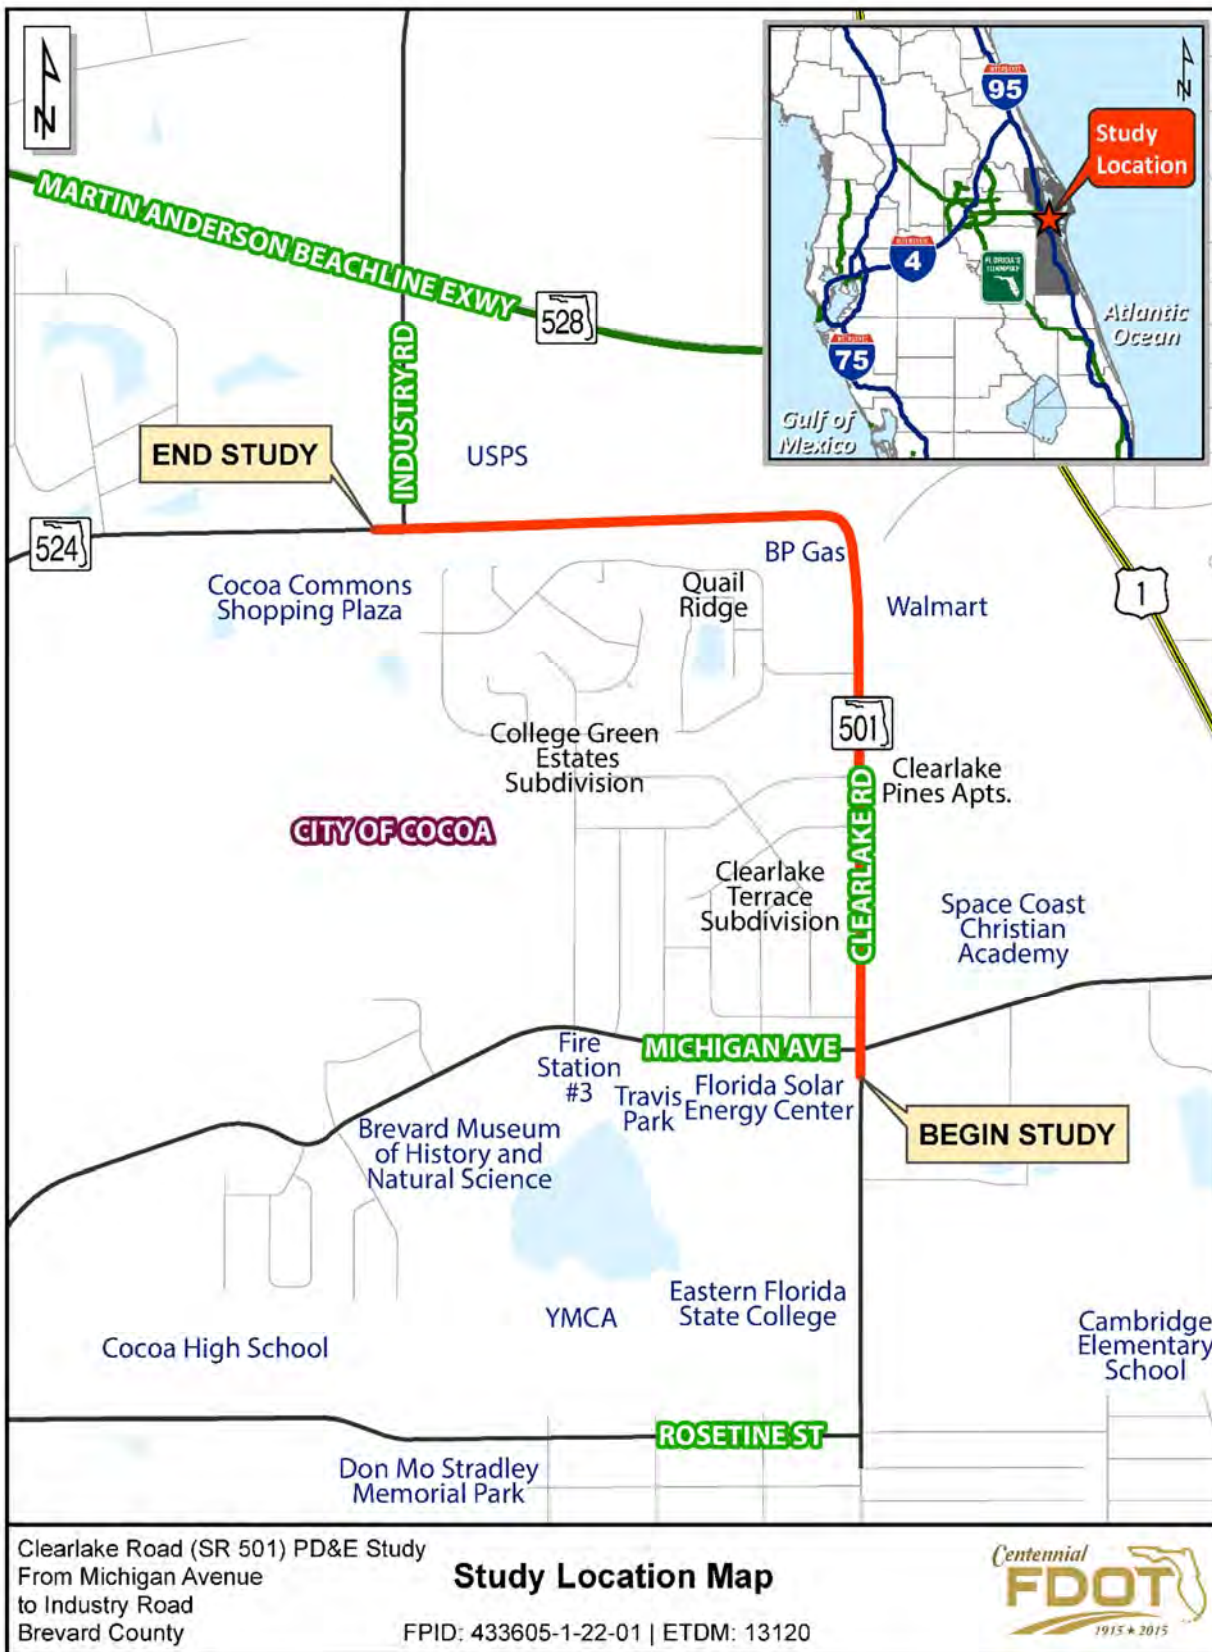 N
INTERSTATE
95
N
Study
Location
INTERSTATE
4
FLORIDA'S
TURNPIKE
Atlantic
Ocean
INTERSTATE
75
Gulf of
Mexico
MARTIN ANDERSON BEACHLINE EXWY
528
INDUSTRY RD
END STUDY
USPS
524
BP Gas
Cocoa Commons
Shopping Plaza
Quail
Ridge
Walmart
1
501
College Green
Estates
Subdivision
Clearlake
Pines Apts.
CLEARLAKE RD
CITY OF COCOA
Clearlake
Terrace
Subdivision
Space Coast
Christian
Academy
MICHIGAN AVE
Fire
Station
#3
Travis
Park
Florida Solar
Energy Center
BEGIN STUDY
Brevard Museum
of History and
Natural Science
Eastern Florida
State College
YMCA
Cocoa High School
Cambridge
Elementary
School
ROSETINE ST
Don Mo Stradley
Memorial Park
Clearlake Road (SR 501) PD&E Study
From Michigan Avenue
to Industry Road
Brevard County
Study Location Map
FPID: 433605-1-22-01 | ETDM: 13120
Centennial
FDOT
1915 ★ 2015